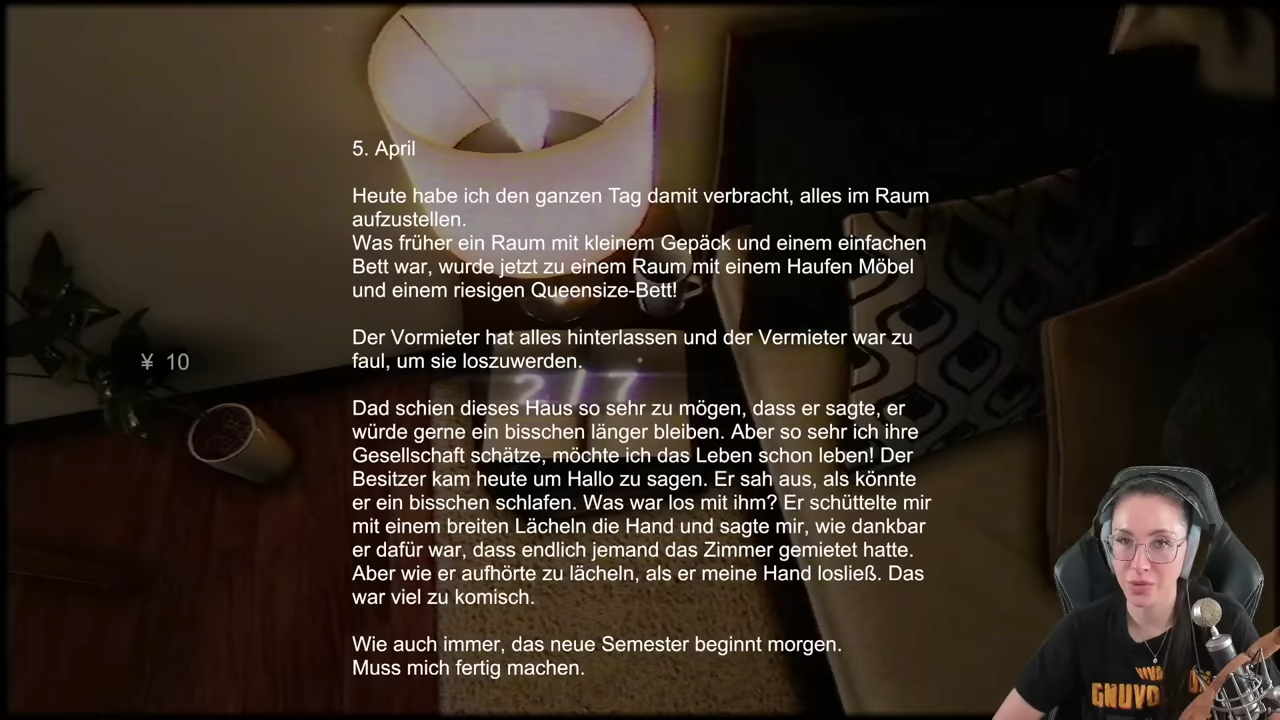 5. April
Heute habe ich den ganzen Tag damit verbracht, alles im Raum
aufzustellen.
Was früher ein Raum mit kleinem Gepäck und einem einfachen
Bett war, wurde jetzt zu einem Raum mit einem Haufen Möbel
und einem riesigen Queensize-Bett!
Der Vormieter hat alles hinterlassen und der Vermieter war zu
faul, um sie loszuwerden.
¥ 10
2/7
Dad schien dieses Haus so sehr zu mögen, dass er sagte, er
würde gerne ein bisschen länger bleiben. Aber so sehr ich ihre
Gesellschaft schätze, möchte ich das Leben schon leben! Der
Besitzer kam heute um Hallo zu sagen. Er sah aus, als könnte
er ein bisschen schlafen. Was war los mit ihm? Er schüttelte mir
mit einem breiten Lächeln die Hand und sagte mir, wie dankbar
er dafür war, dass endlich jemand das Zimmer gemietet hatte.
Aber wie er aufhörte zu lächeln, als er meine Hand losließ. Das
war viel zu komisch.
Wie auch immer, das neue Semester beginnt morgen.
Muss mich fertig machen.